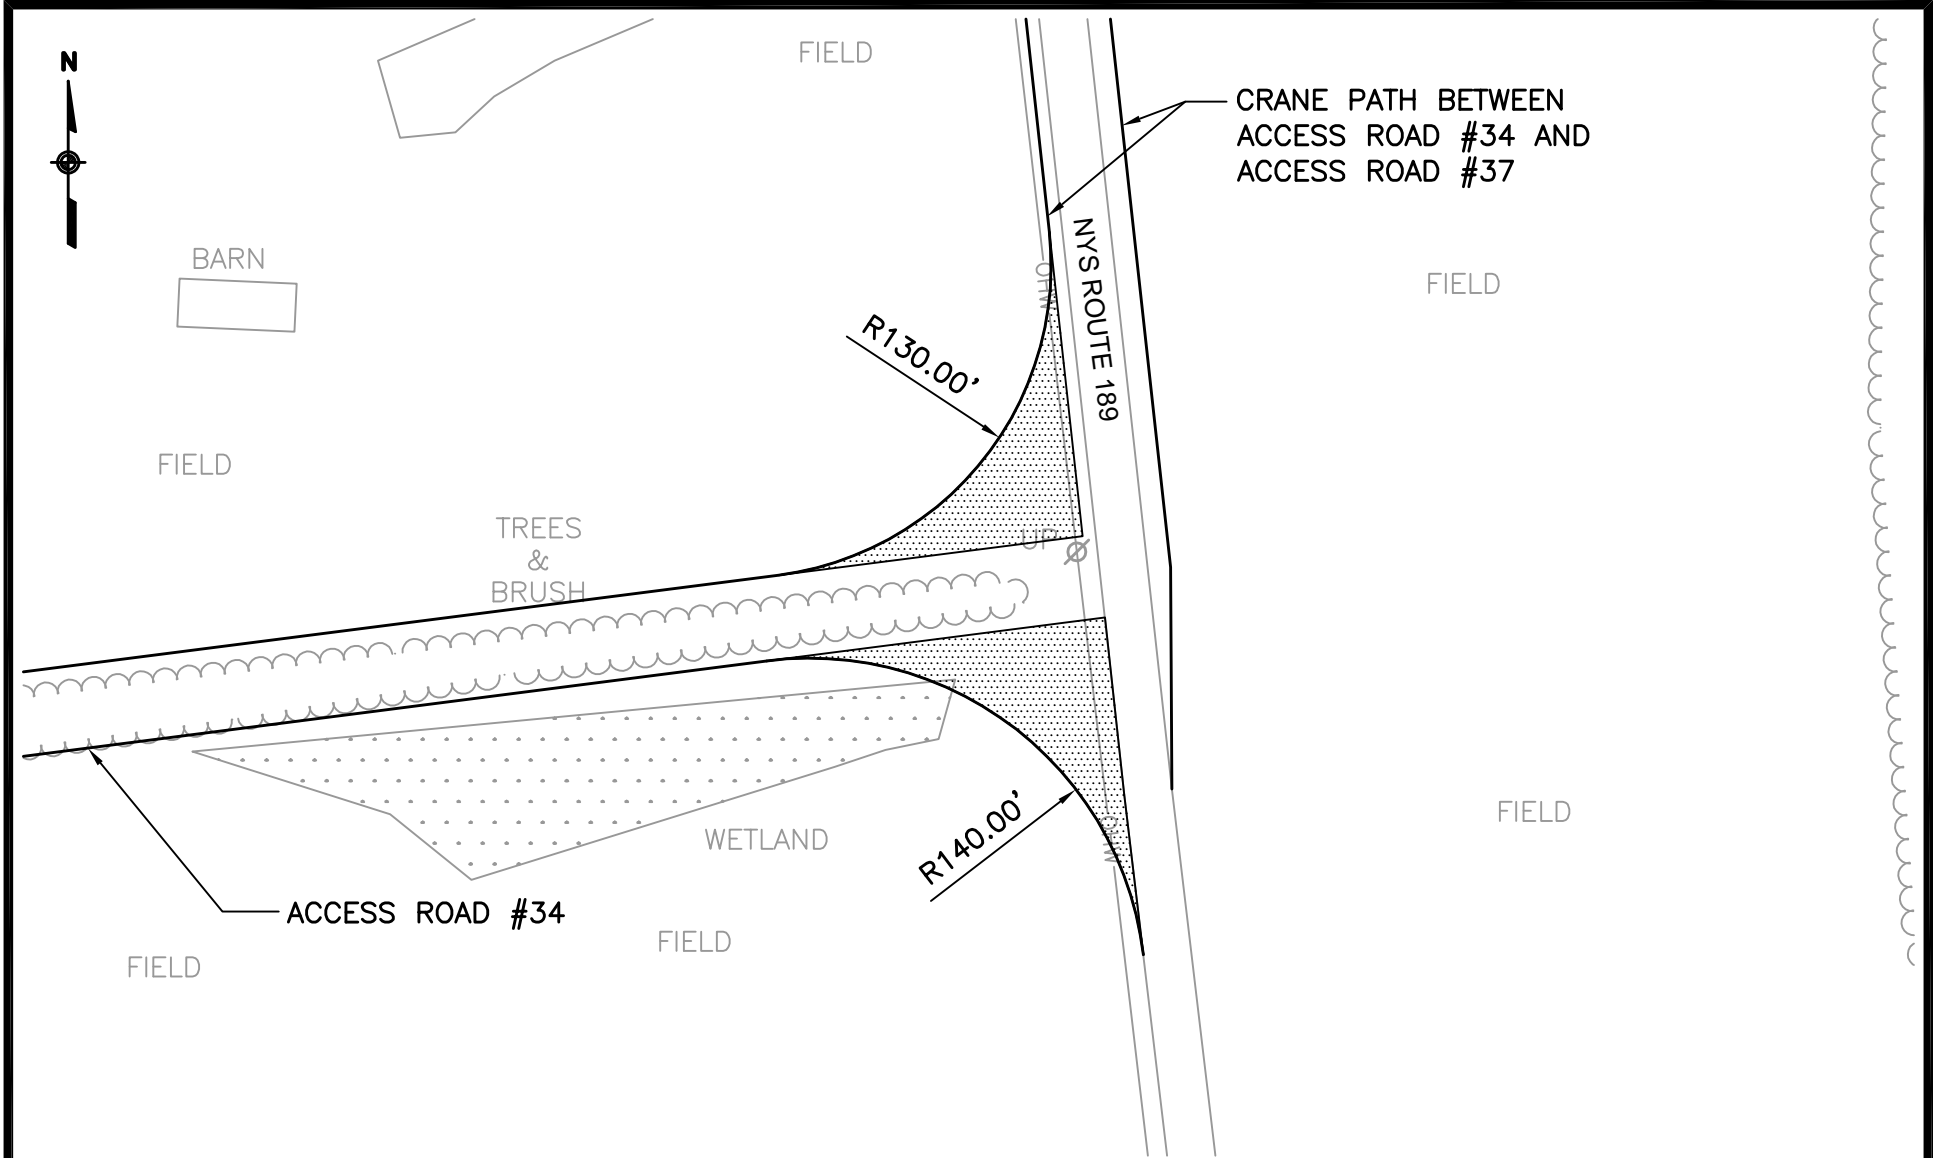 N
FIELD
CRANE PATH BETWEEN
ACCESS ROAD #34 AND
ACCESS ROAD #37
NYS ROUTE 189
OHW
BARN
FIELD
R130.00'
FIELD
TREES
&
BRUSH
UP
FIELD
WETLAND
OHW
R140.00'
ACCESS ROAD #34
FIELD
FIELD